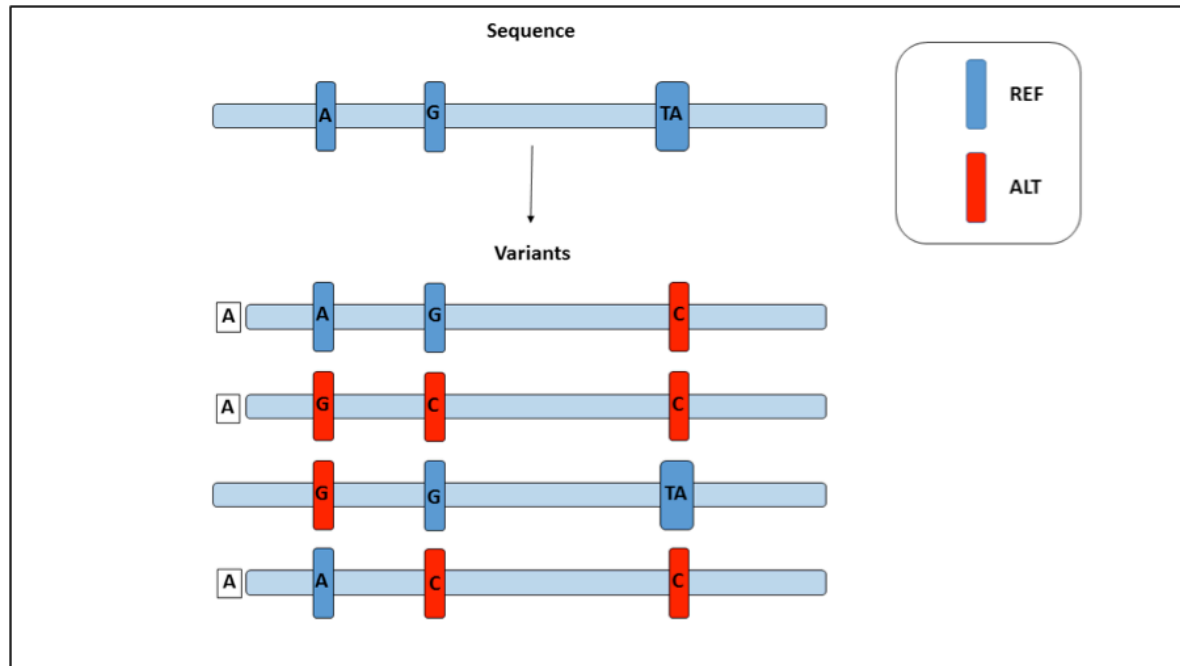 Sequence
A G TA
REF
ALT
Variants
A A G C
A G C C
G G TA
A A C C